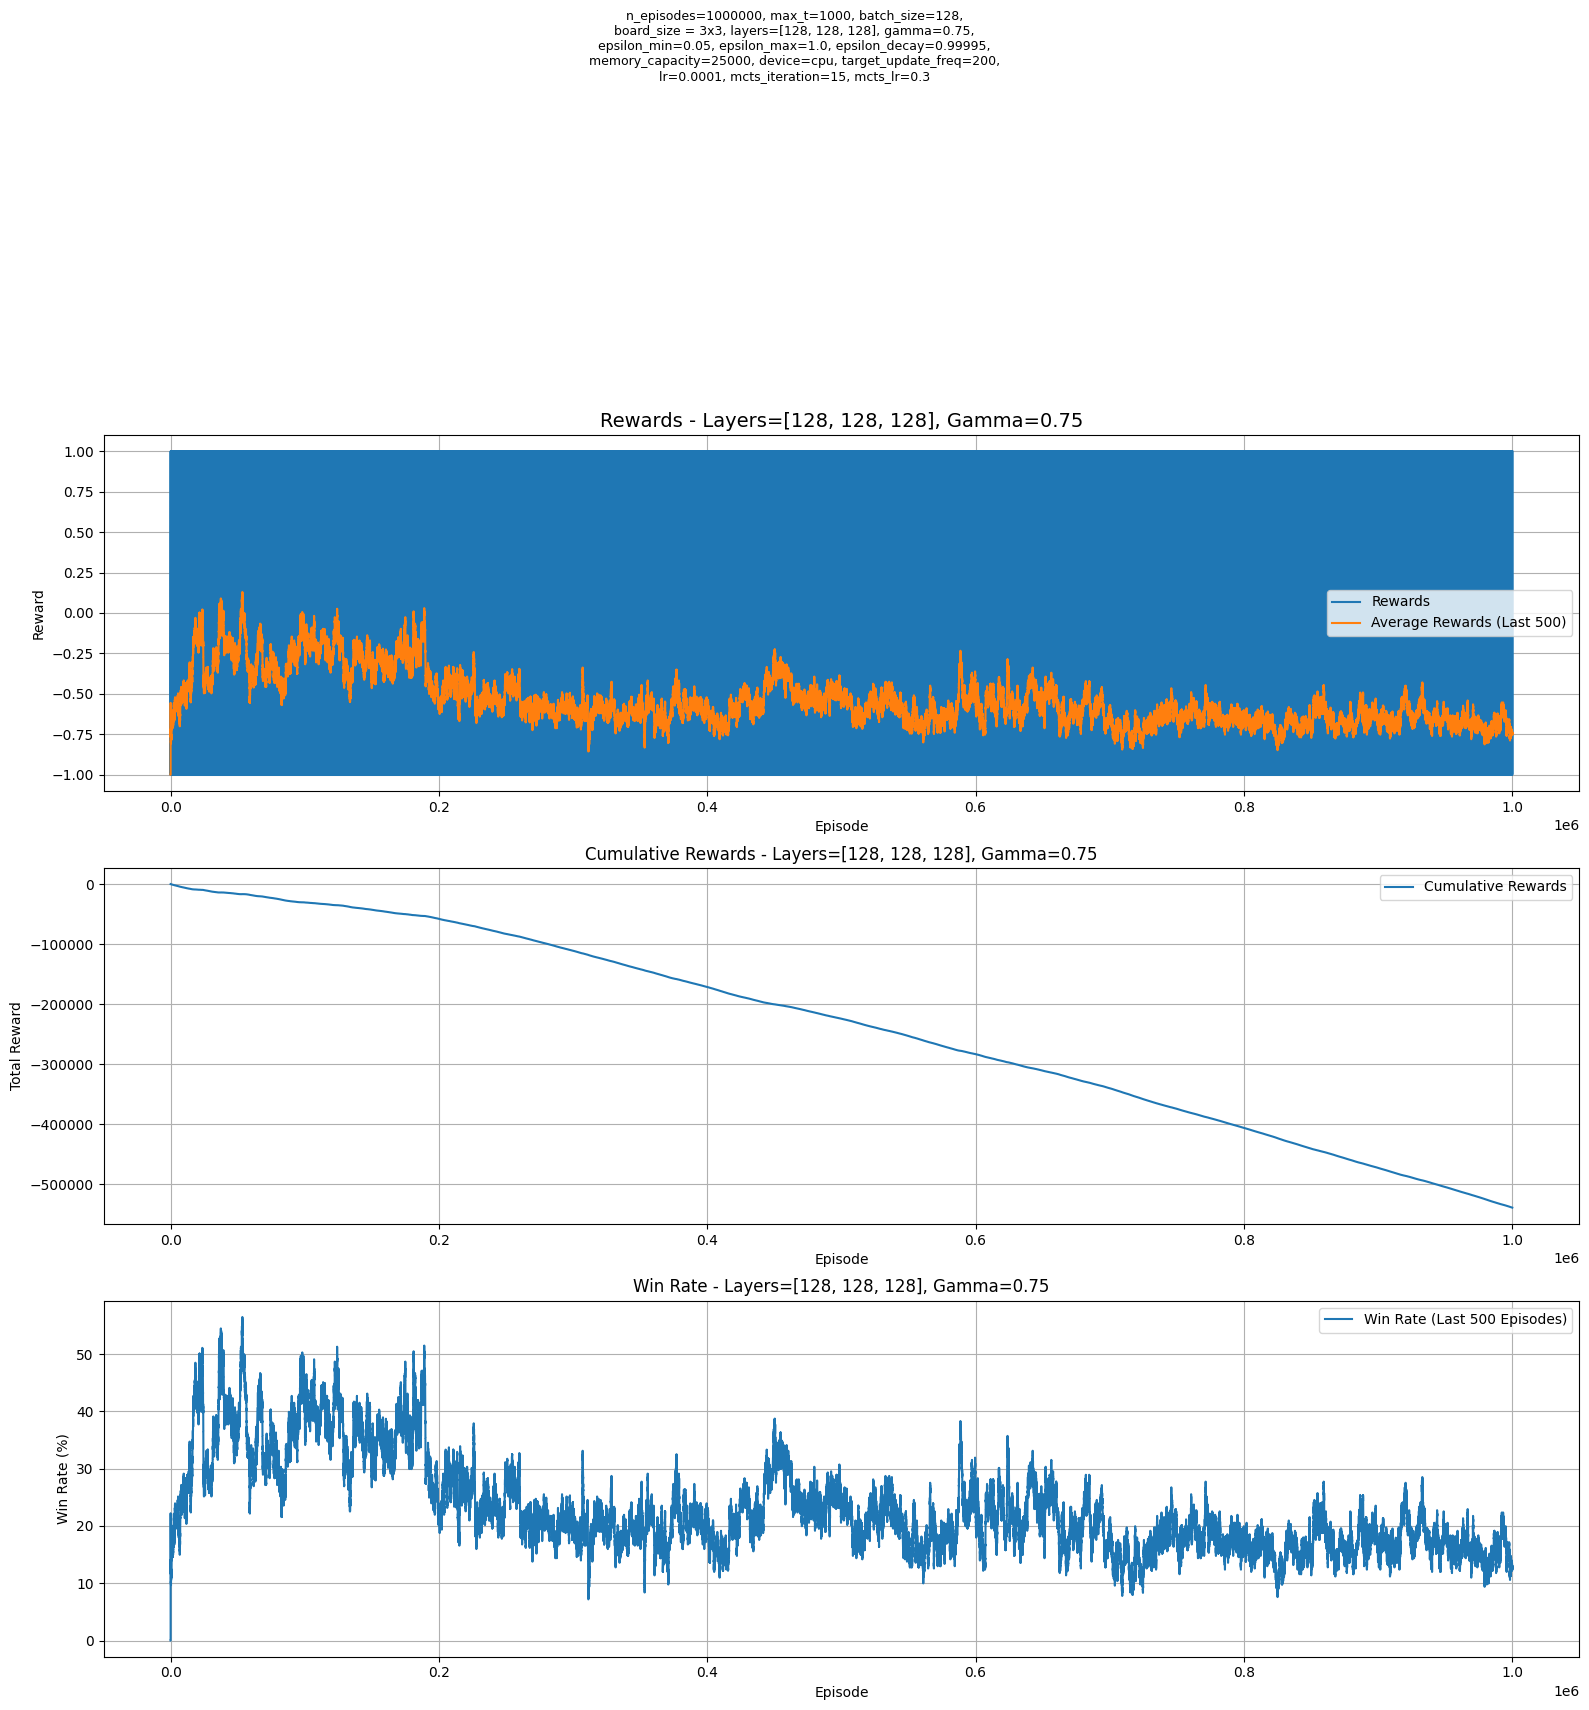 n_episodes=1000000, max_t=1000, batch_size=128,
board_size = 3x3, layers=[128, 128, 128], gamma=0.75,
epsilon_min=0.05, epsilon_max=1.0, epsilon_decay=0.99995,
memory_capacity=25000, device=cpu, target_update_freq=200,
lr=0.0001, mcts_iteration=15, mcts_lr=0.3
Rewards - Layers=[128, 128, 128], Gamma=0.75
1.00
0.75
0.50
0.25
0.00
−0.25
−0.50
−0.75
−1.00
Reward
Rewards
Average Rewards (Last 500)
0.0 0.2 0.4 0.6 0.8 1.0
Episode
1e6
Cumulative Rewards - Layers=[128, 128, 128], Gamma=0.75
0
−100000
−200000
−300000
−400000
−500000
Total Reward
Cumulative Rewards
0.0 0.2 0.4 0.6 0.8 1.0
Episode
1e6
Win Rate - Layers=[128, 128, 128], Gamma=0.75
50
40
30
20
10
0
Win Rate (%)
Win Rate (Last 500 Episodes)
0.0 0.2 0.4 0.6 0.8 1.0
Episode
1e6